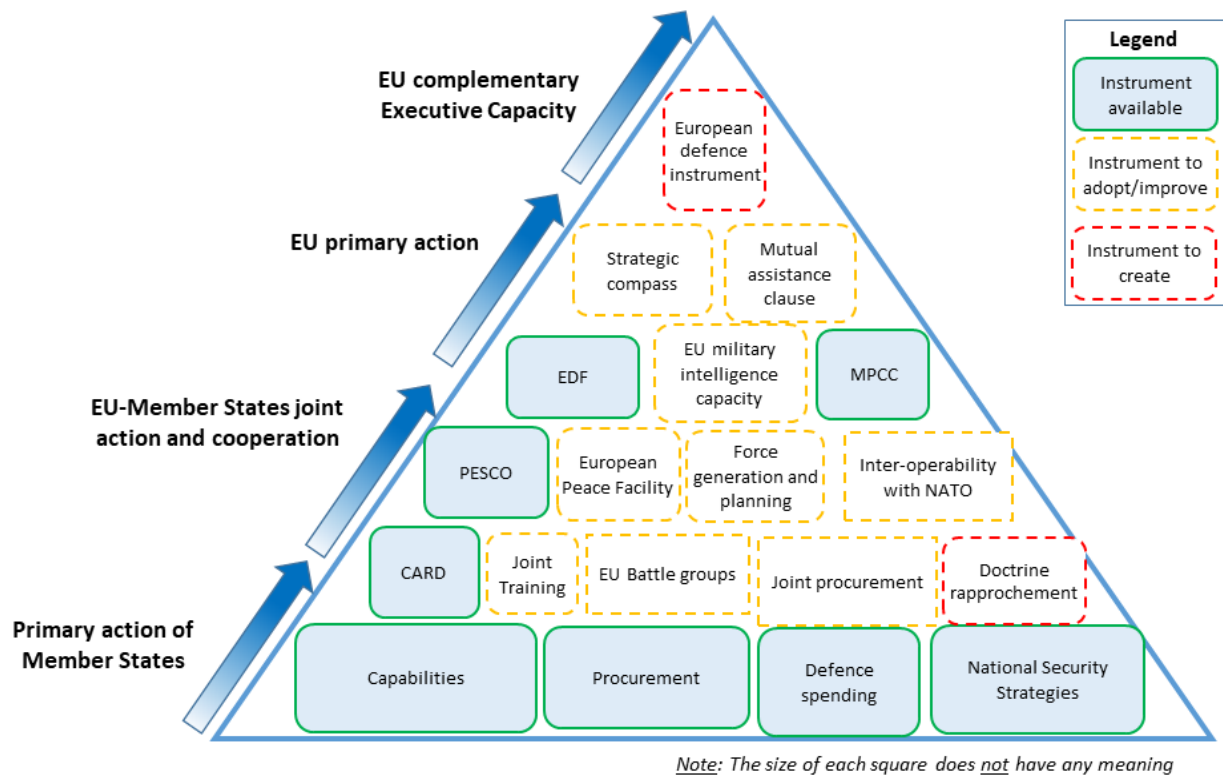 EU complementary
Executive Capacity
EU primary action
EU-Member States joint
action and cooperation
Primary action of
Member States
European
defence
instrument
Strategic
compass
Mutual
assistance
clause
EDF
EU military
intelligence
capacity
MPCC
PESCO
European
Peace Facility
Force
generation and
planning
Inter-operability
with NATO
CARD
Joint
Training
EU Battle groups
Joint procurement
Doctrine
rapprochement
Capabilities
Procurement
Defence
spending
National Security
Strategies
Legend
Instrument
available
Instrument to
adopt/improve
Instrument to
create
Note: The size of each square does not have any meaning